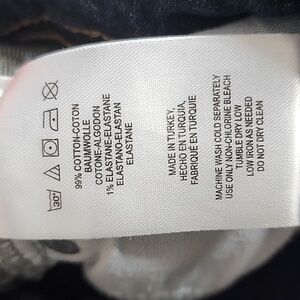 30°
99% COTTON-COTON
BAUMWOLLE
COTONE-ALGODON
1% ELASTANE-ELASTANE
ELASTANO-ELASTAN
ELASTANE
MADE IN TURKEY,
HECHO EN TURQUIA,
FABRIQUÉ EN TURQUIE
MACHINE WASH COLD SEPARATELY
USE ONLY NON-CHLORINE BLEACH
TUMBLE DRY LOW
LOW IRON AS NEEDED
DO NOT DRY CLEAN